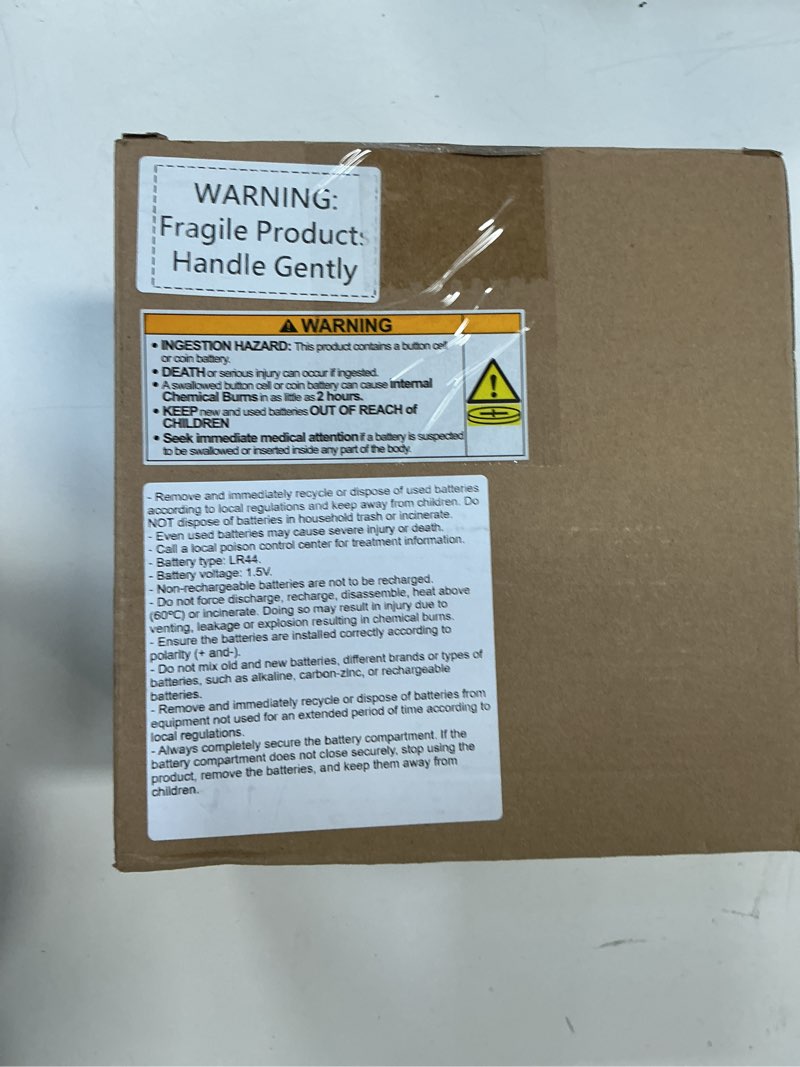 WARNING:
Fragile Products
Handle Gently
WARNING
• INGESTION HAZARD: This product contains a button cell
or coin battery.
• DEATH or serious injury can occur if ingested.
• A swallowed button cell or coin battery can cause internal
Chemical Burns in as little as 2 hours.
• KEEP new and used batteries OUT OF REACH of
CHILDREN
• Seek immediate medical attention if a battery is suspected
to be swallowed or inserted inside any part of the body.
- Remove and immediately recycle or dispose of used batteries
according to local regulations and keep away from children. Do
NOT dispose of batteries in household trash or incinerate.
- Even used batteries may cause severe injury or death.
- Call a local poison control center for treatment information.
- Battery type: LR44.
- Battery voltage: 1.5V.
- Non-rechargeable batteries are not to be recharged.
- Do not force discharge, recharge, disassemble, heat above
(60°C) or incinerate. Doing so may result in injury due to
venting, leakage or explosion resulting in chemical burns.
- Ensure the batteries are installed correctly according to
polarity (+ and-).
- Do not mix old and new batteries, different brands or types of
batteries, such as alkaline, carbon-zinc, or rechargeable
batteries.
- Remove and immediately recycle or dispose of batteries from
equipment not used for an extended period of time according to
local regulations.
- Always completely secure the battery compartment. If the
battery compartment does not close securely, stop using the
product, remove the batteries, and keep them away from
children.